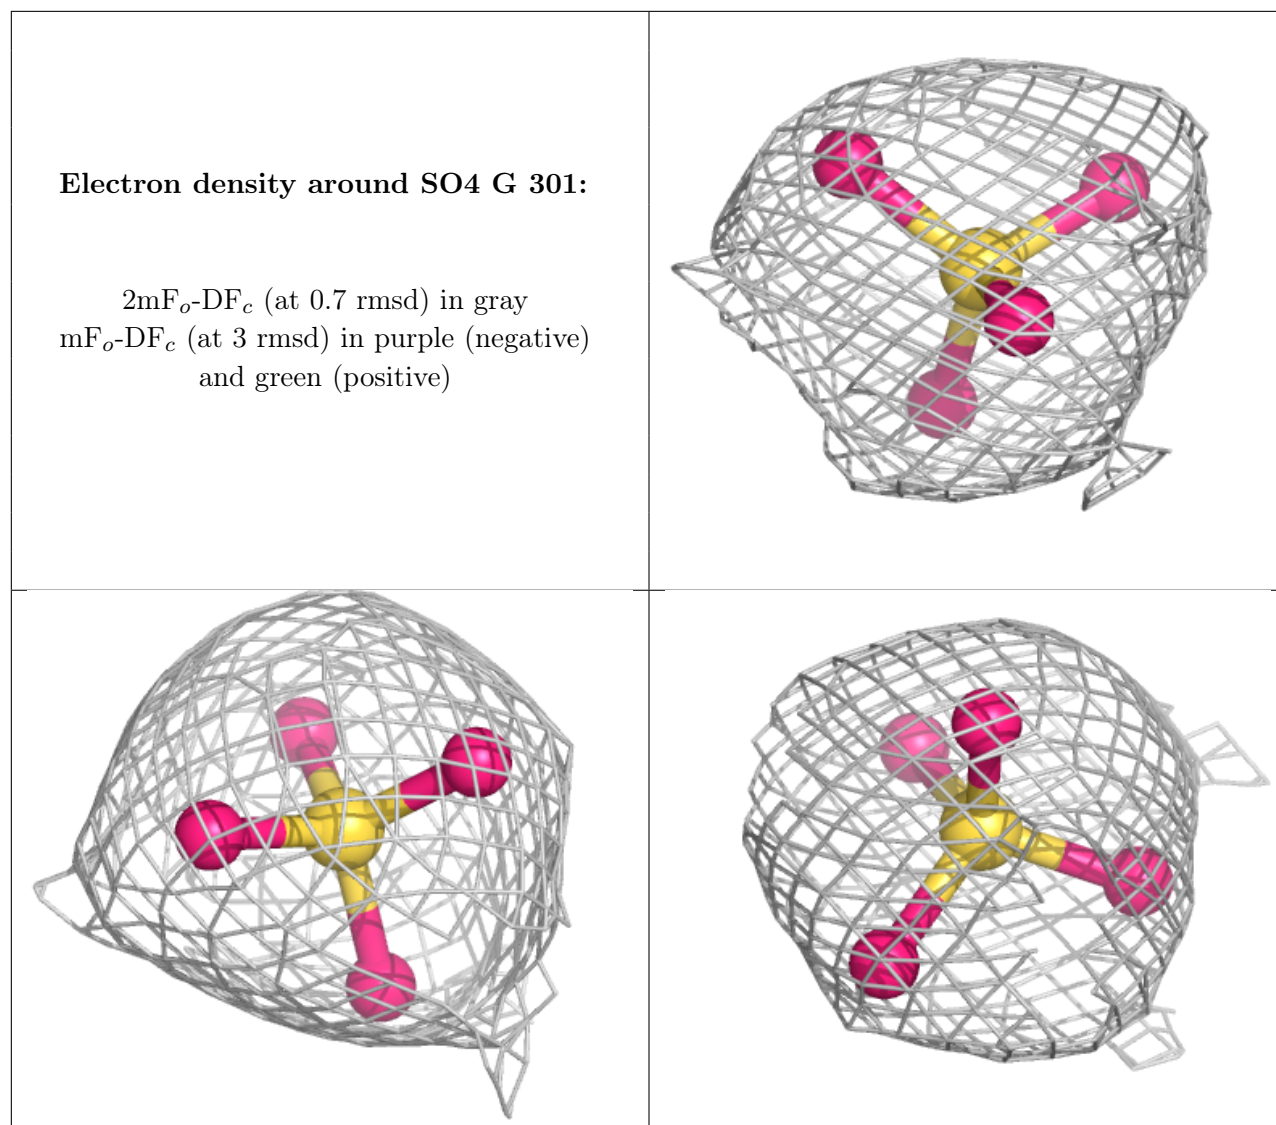 Electron density around SO4 G 301:
2mFₒ-DF𝒸 (at 0.7 rmsd) in gray
mFₒ-DF𝒸 (at 3 rmsd) in purple (negative)
and green (positive)